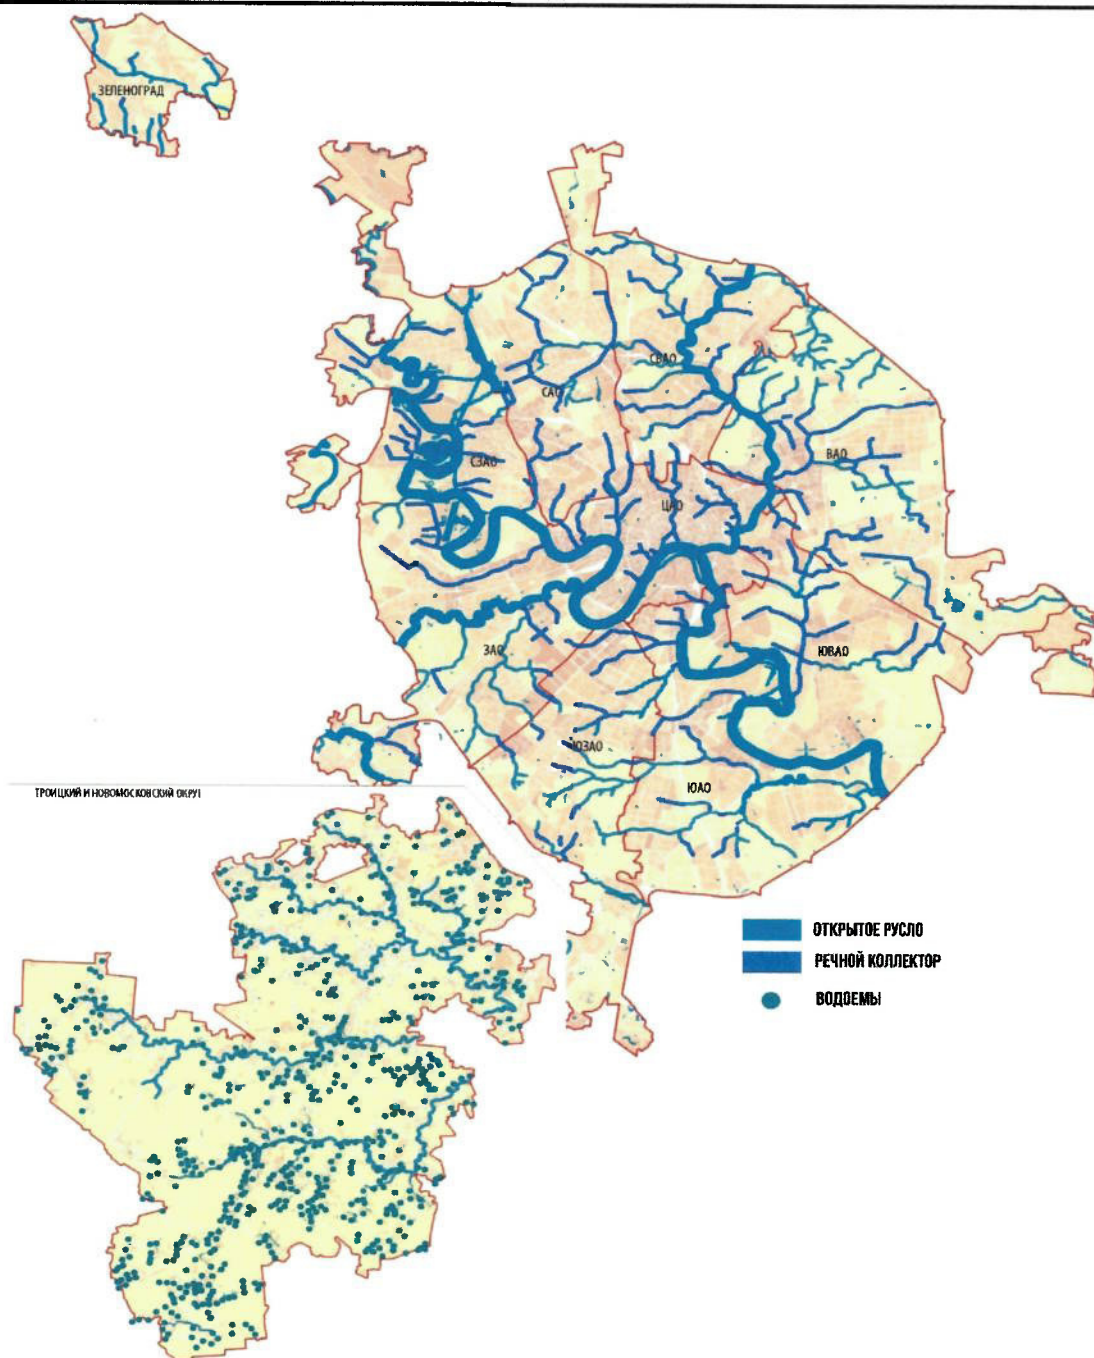 ЗЕЛЕНОГРАД
СВАО
САО
ВАО
СЗАО
ЦАО
ЗАО
ЮВАО
ЮЗАО
ЮАО
ТРОИЦКИЙ И НОВОМОСКОВСКИЙ ОКРУГ
ОТКРЫТОЕ РУСЛО
РЕЧНОЙ КОЛЛЕКТОР
ВОДОЕМЫ